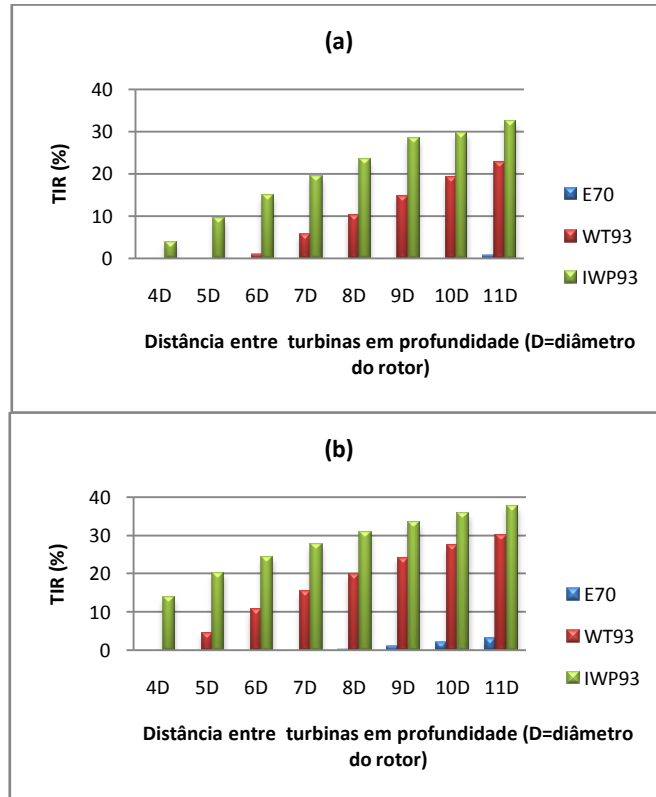 (a)
TIR (%)
40
30
20
10
0
4D 5D 6D 7D 8D 9D 10D 11D
Distância entre turbinas em profundidade (D=diâmetro
do rotor)
E70
WT93
IWP93
(b)
TIR (%)
40
30
20
10
0
4D 5D 6D 7D 8D 9D 10D 11D
Distância entre turbinas em profundidade (D=diâmetro
do rotor)
E70
WT93
IWP93